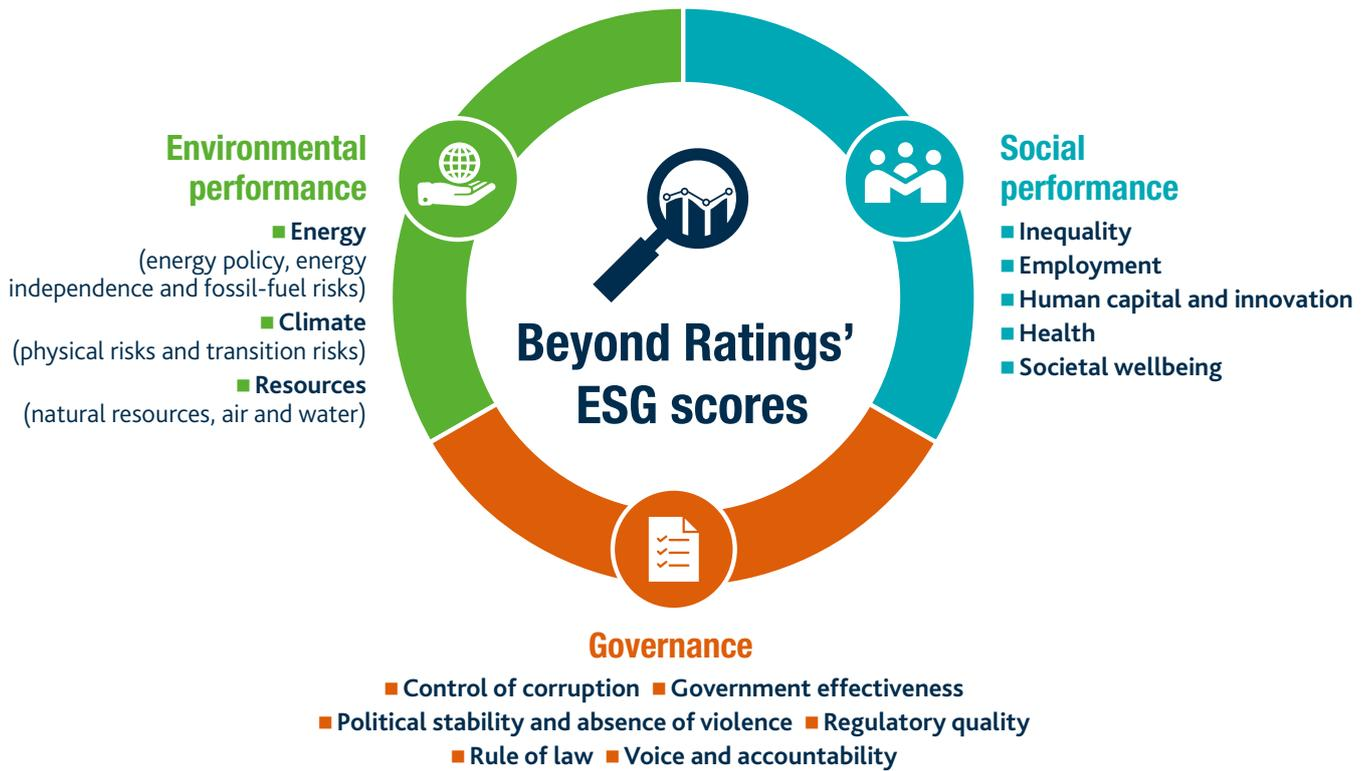 Environmental
performance
■ Energy
(energy policy, energy
independence and fossil-fuel risks)
■ Climate
(physical risks and transition risks)
■ Resources
(natural resources, air and water)
Beyond Ratings’
ESG scores
Social
performance
■ Inequality
■ Employment
■ Human capital and innovation
■ Health
■ Societal wellbeing
Governance
■ Control of corruption ■ Government effectiveness
■ Political stability and absence of violence ■ Regulatory quality
■ Rule of law ■ Voice and accountability